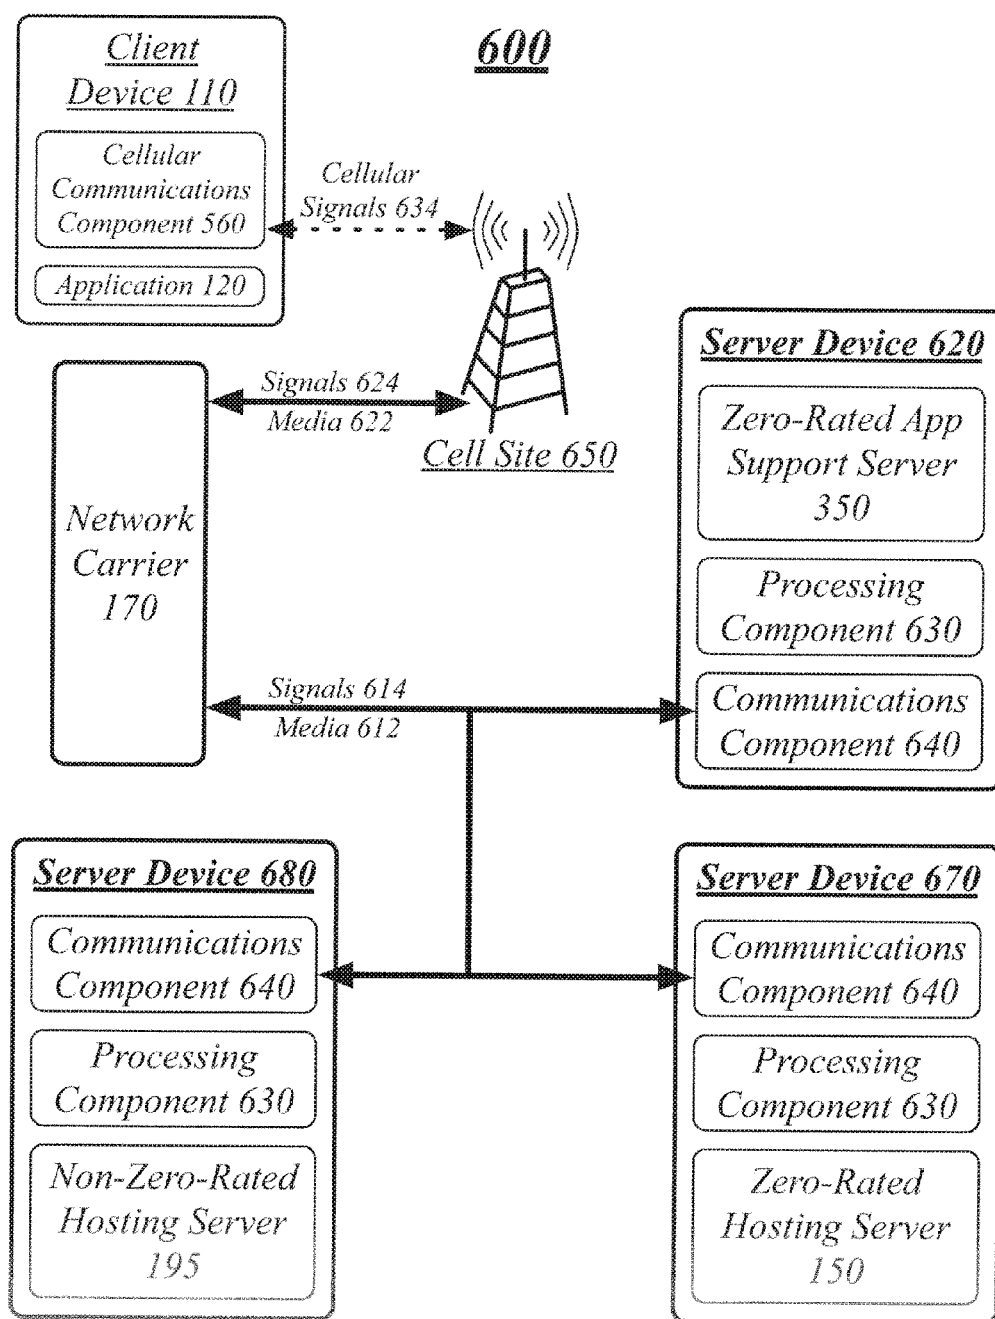 600
Client
Device 110
Cellular
Communications
Component 560
Application 120
Cellular
Signals 634
Signals 624
Media 622
Cell Site 650
Network
Carrier
170
Signals 614
Media 612
Server Device 620
Zero-Rated App
Support Server
350
Processing
Component 630
Communications
Component 640
Server Device 680
Communications
Component 640
Processing
Component 630
Non-Zero-Rated
Hosting Server
195
Server Device 670
Communications
Component 640
Processing
Component 630
Zero-Rated
Hosting Server
150